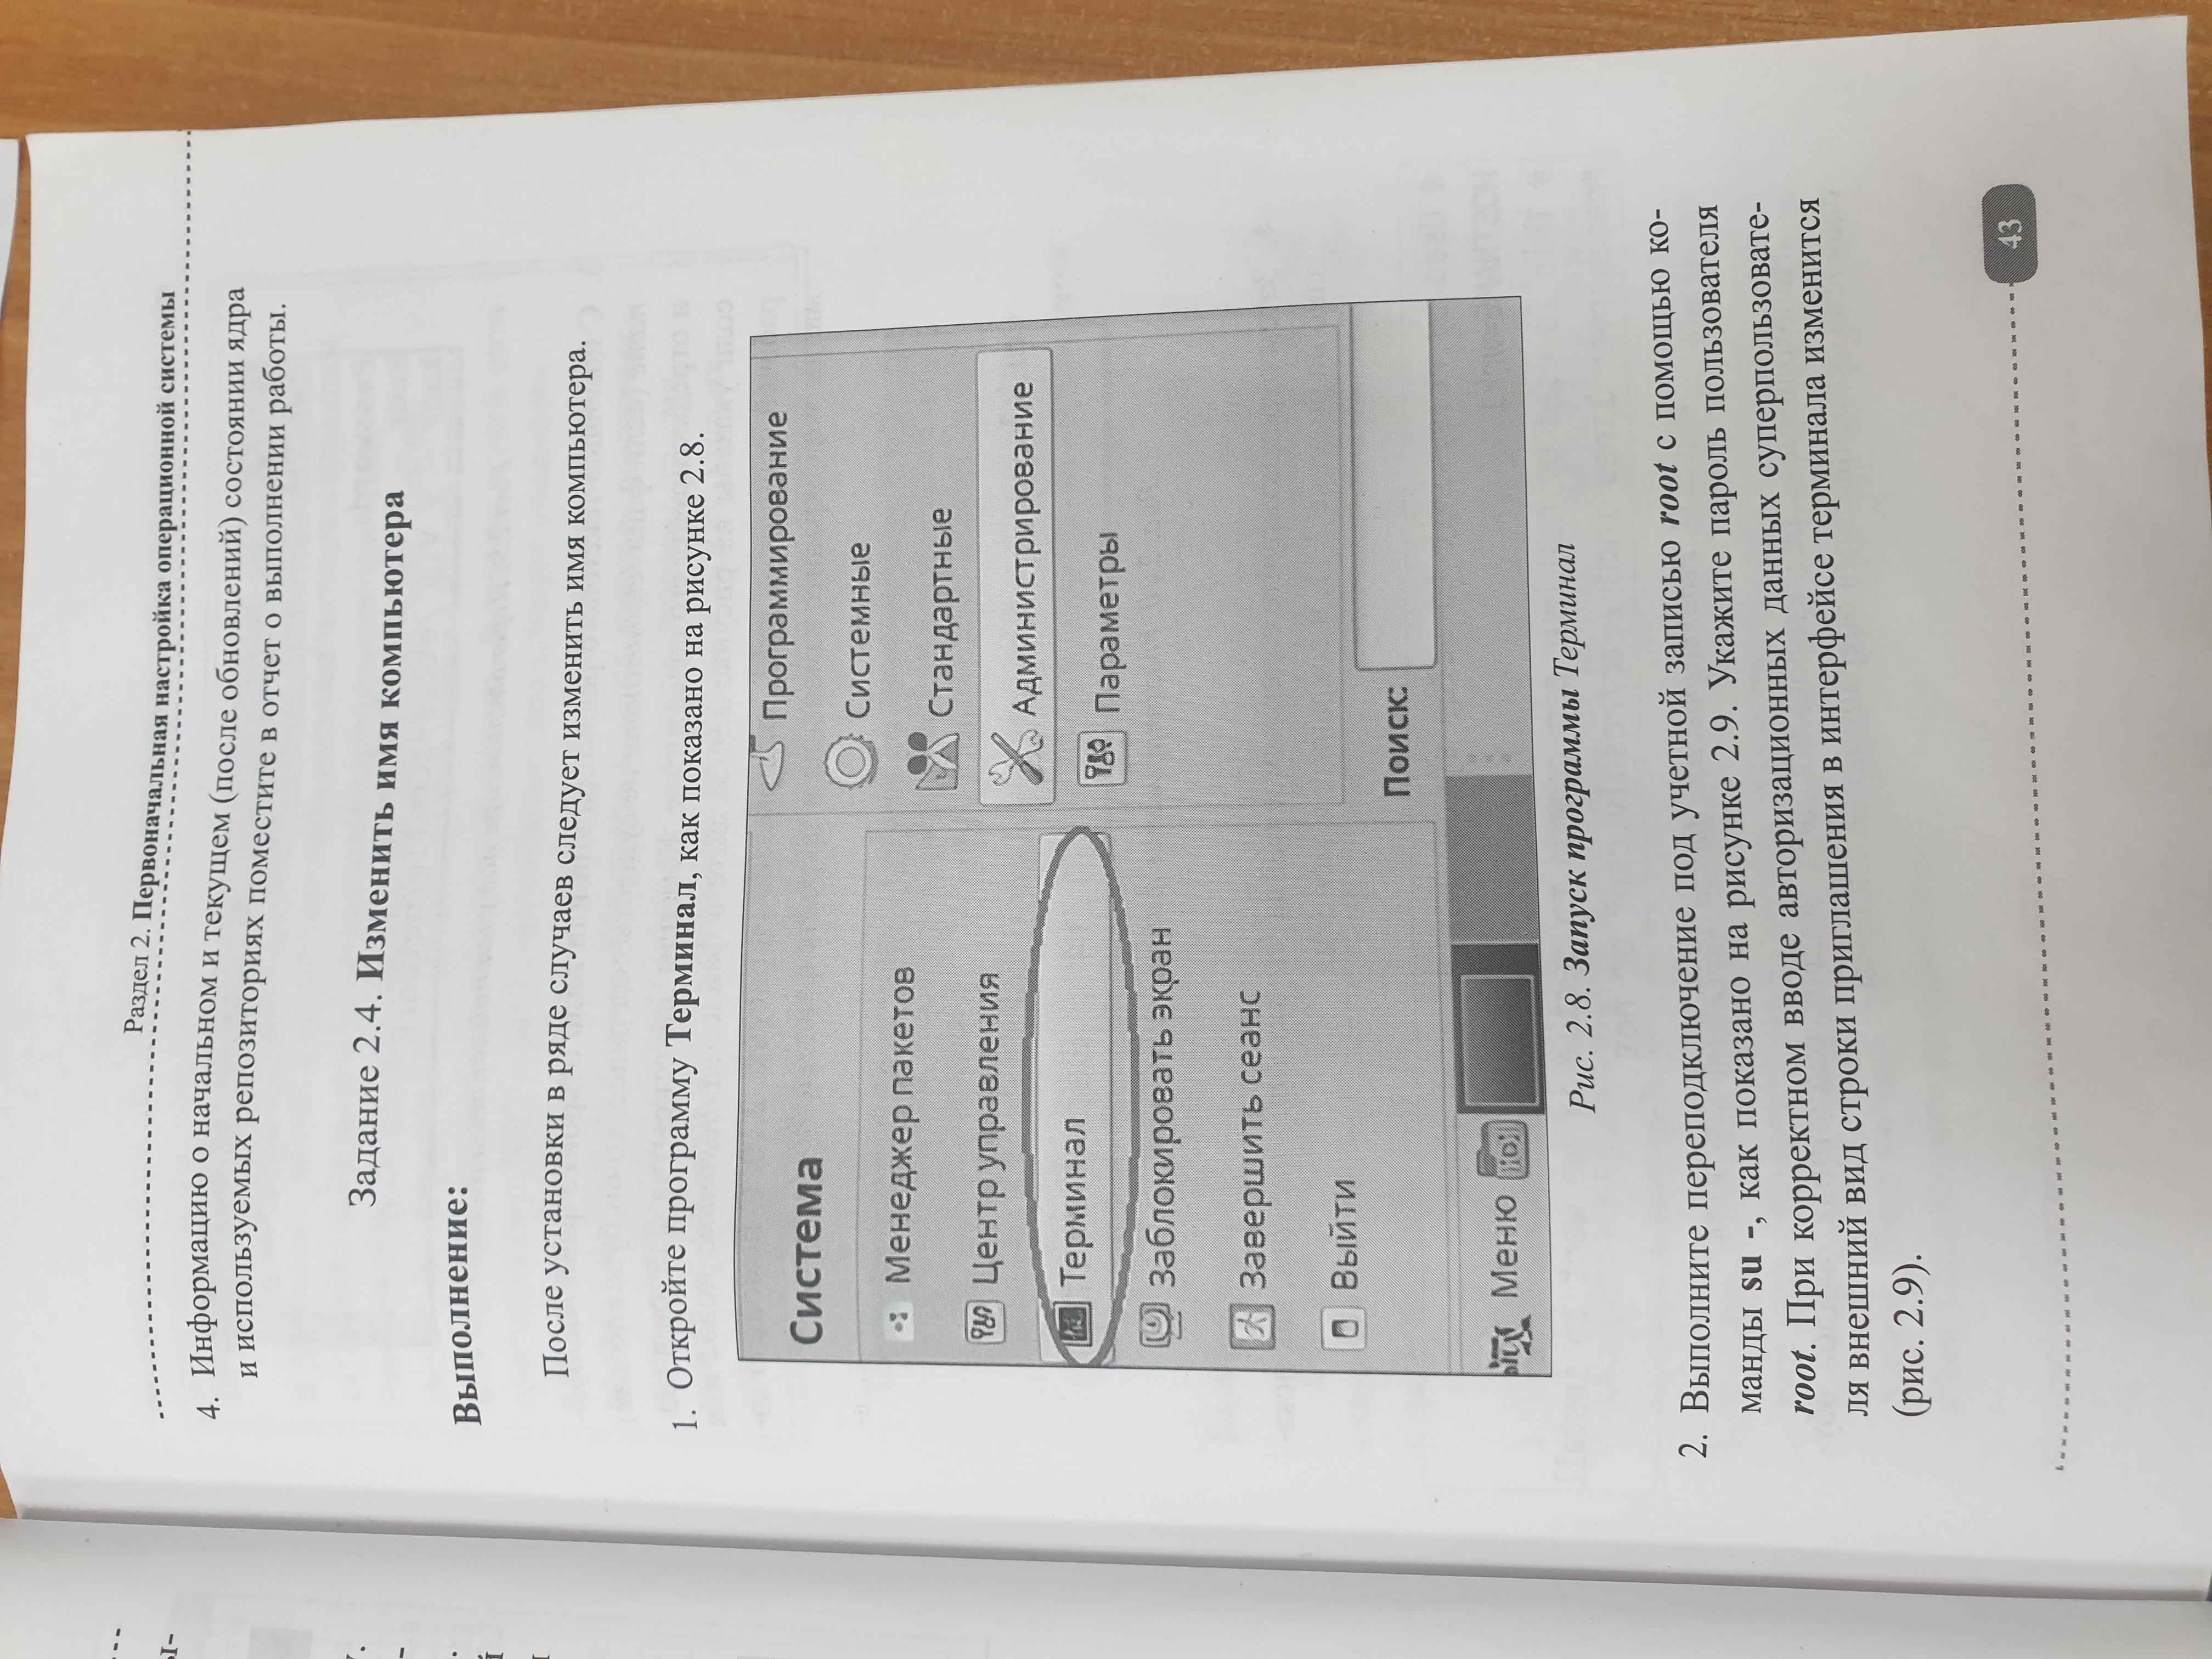 Раздел 2. Первоначальная настройка операционной системы
4. Информацию о начальном и текущем (после обновлений) состоянии ядра
и используемых репозиториях поместите в отчет о выполнении работы.
Задание 2.4. Изменить имя компьютера
Выполнение:
После установки в ряде случаев следует изменить имя компьютера.
1. Откройте программу Терминал, как показано на рисунке 2.8.
Система
Менеджер пакетов
Центр управления
Терминал
Заблокировать экран
Завершить сеанс
Выйти
Программирование
Системные
Стандартные
Администрирование
Параметры
Поиск:
Меню
Рис. 2.8. Запуск программы Терминал
2. Выполните переподключение под учетной записью root с помощью ко-
манды su -, как показано на рисунке 2.9. Укажите пароль пользователя
root. При корректном вводе авторизационных данных суперпользовате-
ля внешний вид строки приглашения в интерфейсе терминала изменится
(рис. 2.9).
43